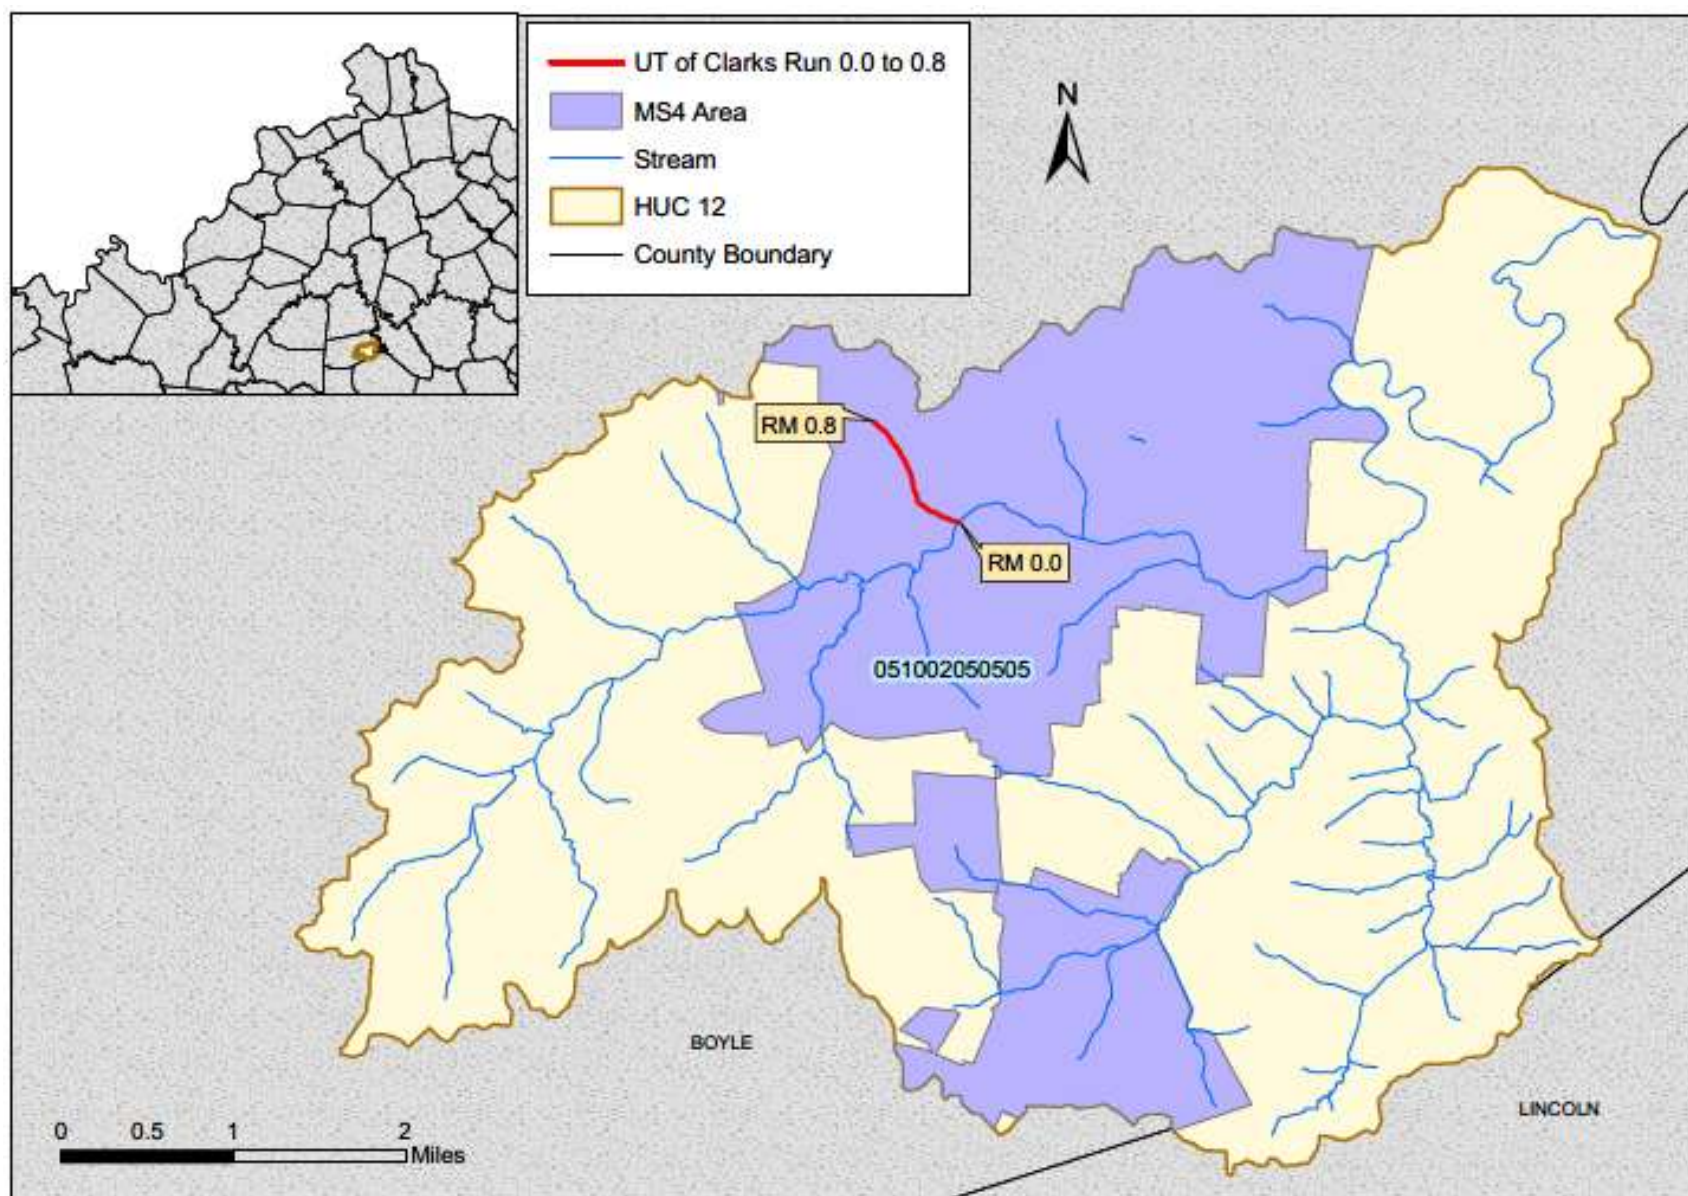 UT of Clarks Run 0.0 to 0.8
MS4 Area
Stream
HUC 12
County Boundary
N
RM 0.8
RM 0.0
051002050505
BOYLE
LINCOLN
0 0.5 1 2
Miles